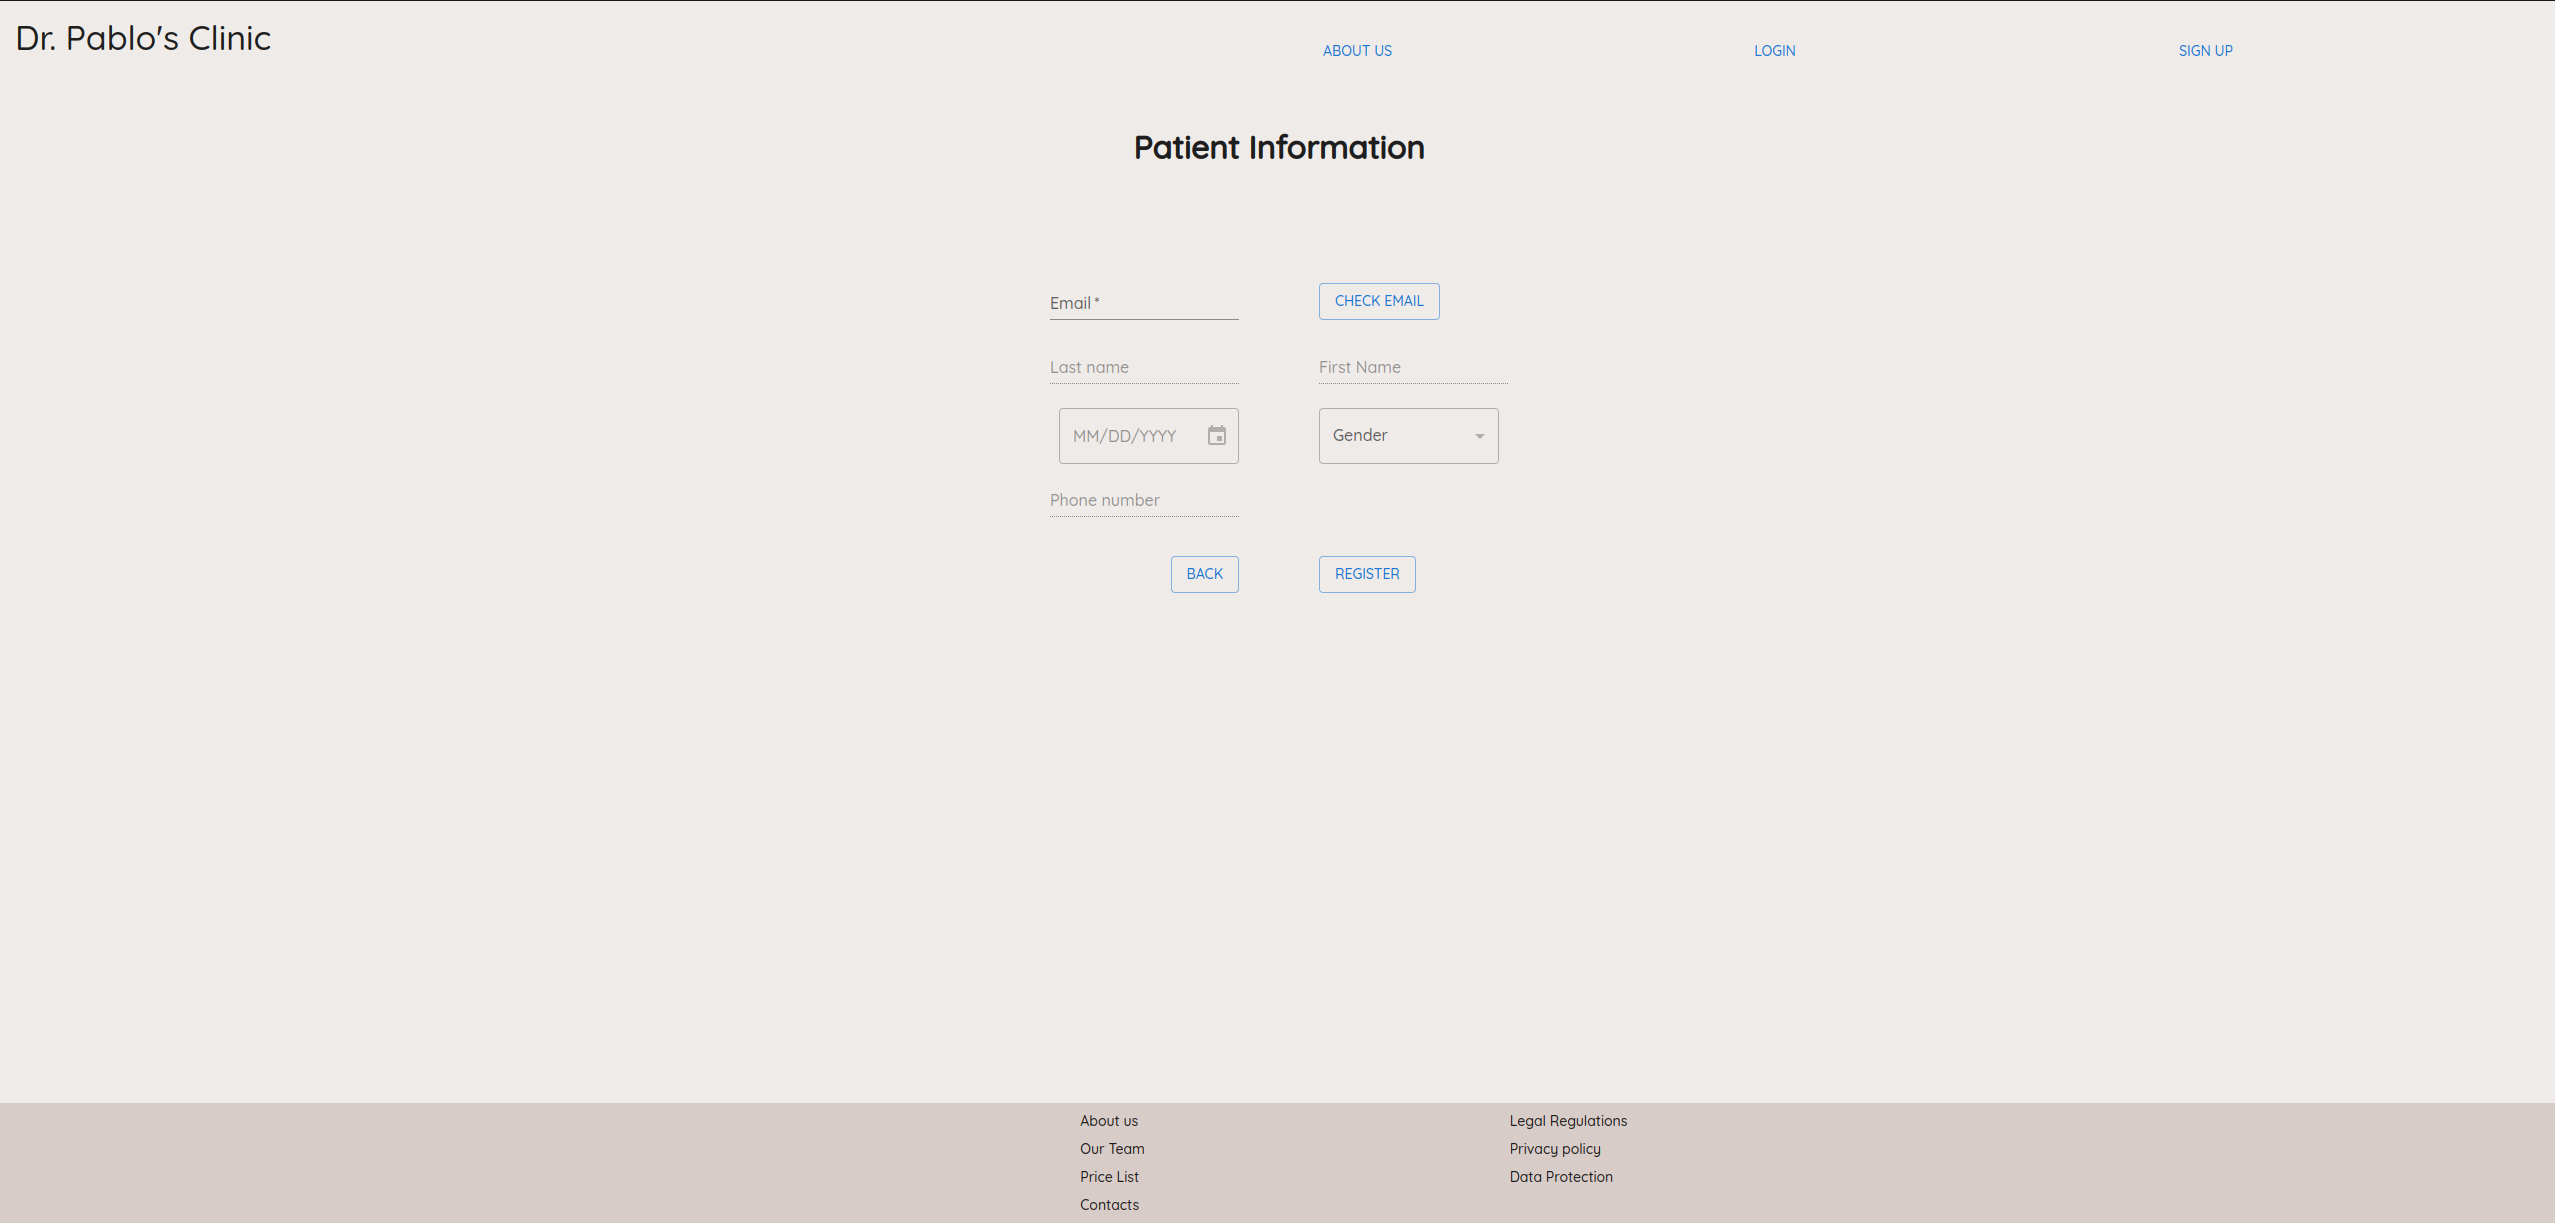 Dr. Pablo's Clinic
ABOUT US
LOGIN
SIGN UP
Patient Information
Email *
CHECK EMAIL
Last name
First Name
MM/DD/YYYY
Gender
Phone number
BACK
REGISTER
About us
Our Team
Price List
Contacts
Legal Regulations
Privacy policy
Data Protection